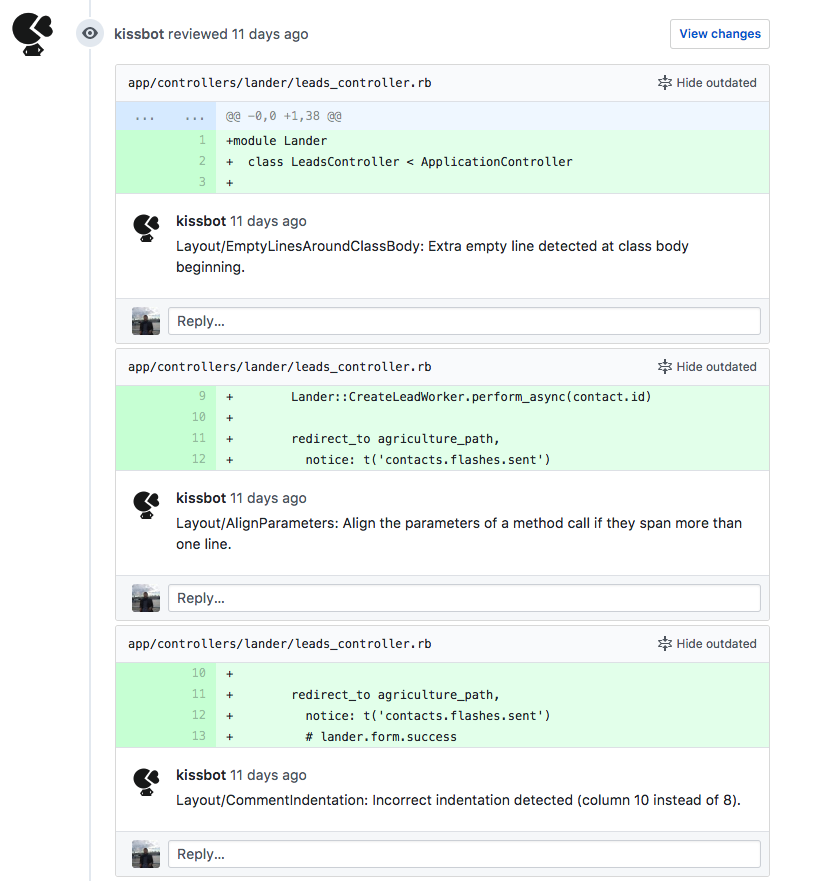 kissbot reviewed 11 days ago
View changes
app/controllers/lander/leads_controller.rb
Hide outdated
... ... @@ -0,0 +1,38 @@
1 +module Lander
2 +  class LeadsController < ApplicationController
3 +
kissbot 11 days ago
Layout/EmptyLinesAroundClassBody: Extra empty line detected at class body
beginning.
Reply...
app/controllers/lander/leads_controller.rb
Hide outdated
9 +        Lander::CreateLeadWorker.perform_async(contact.id)
10 +
11 +        redirect_to agriculture_path,
12 +          notice: t('contacts.flashes.sent')
kissbot 11 days ago
Layout/AlignParameters: Align the parameters of a method call if they span more than
one line.
Reply...
app/controllers/lander/leads_controller.rb
Hide outdated
10 +
11 +        redirect_to agriculture_path,
12 +          notice: t('contacts.flashes.sent')
13 +          # lander.form.success
kissbot 11 days ago
Layout/CommentIndentation: Incorrect indentation detected (column 10 instead of 8).
Reply...